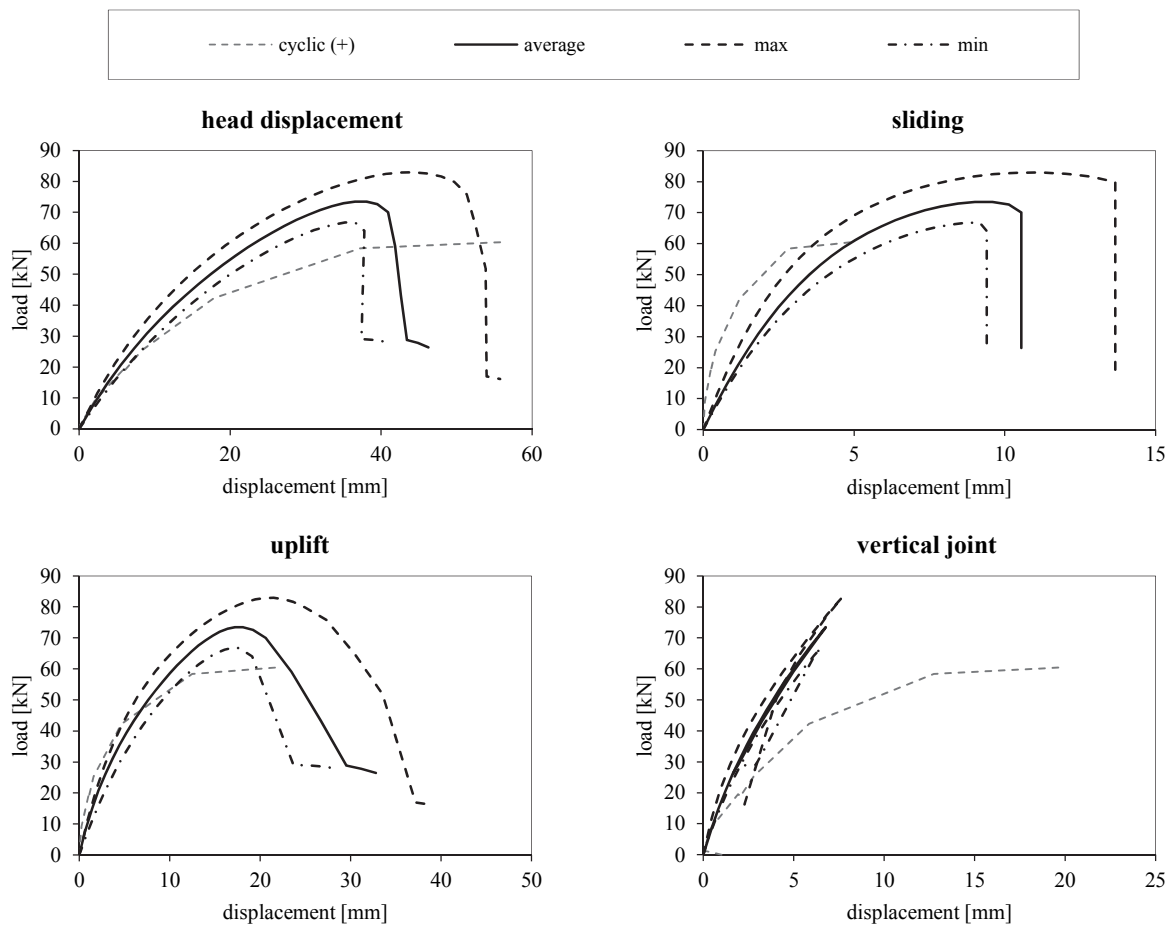 cyclic (+) average max min
head displacement
90
80
70
60
50
40
30
20
10
0
load [kN]
0 20 40 60
displacement [mm]
sliding
90
80
70
60
50
40
30
20
10
0
load [kN]
0 5 10 15
displacement [mm]
uplift
90
80
70
60
50
40
30
20
10
0
load [kN]
0 10 20 30 40 50
displacement [mm]
vertical joint
90
80
70
60
50
40
30
20
10
0
load [kN]
0 5 10 15 20 25
displacement [mm]